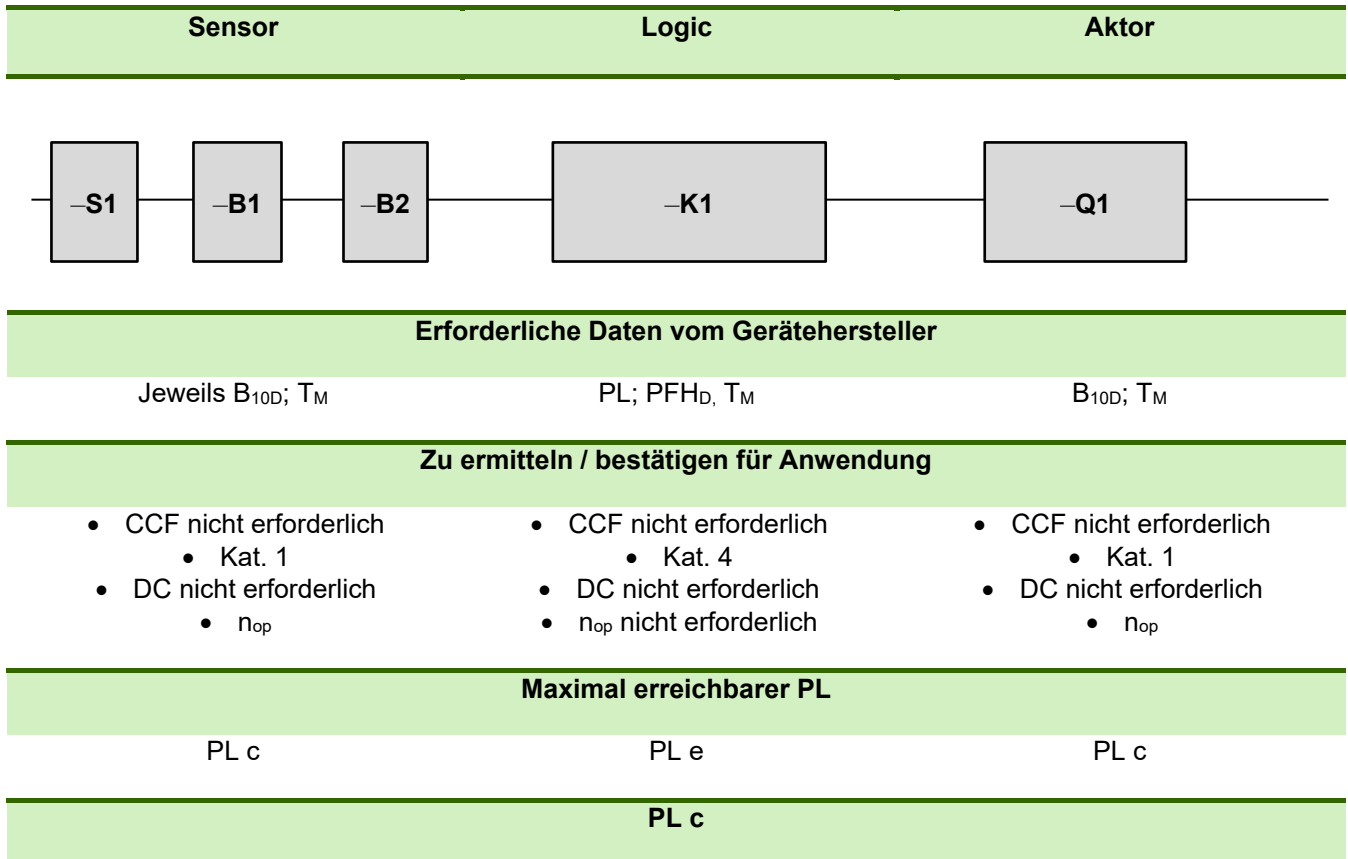 Sensor Logic Aktor
–S1 –B1 –B2 –K1 –Q1
Erforderliche Daten vom Gerätehersteller
Jeweils B10D; TM PL; PFHD, TM B10D; TM
Zu ermitteln / bestätigen für Anwendung
• CCF nicht erforderlich • CCF nicht erforderlich • CCF nicht erforderlich
• Kat. 1 • Kat. 4 • Kat. 1
• DC nicht erforderlich • DC nicht erforderlich • DC nicht erforderlich
• nop • nop nicht erforderlich • nop
Maximal erreichbarer PL
PL c PL e PL c
PL c